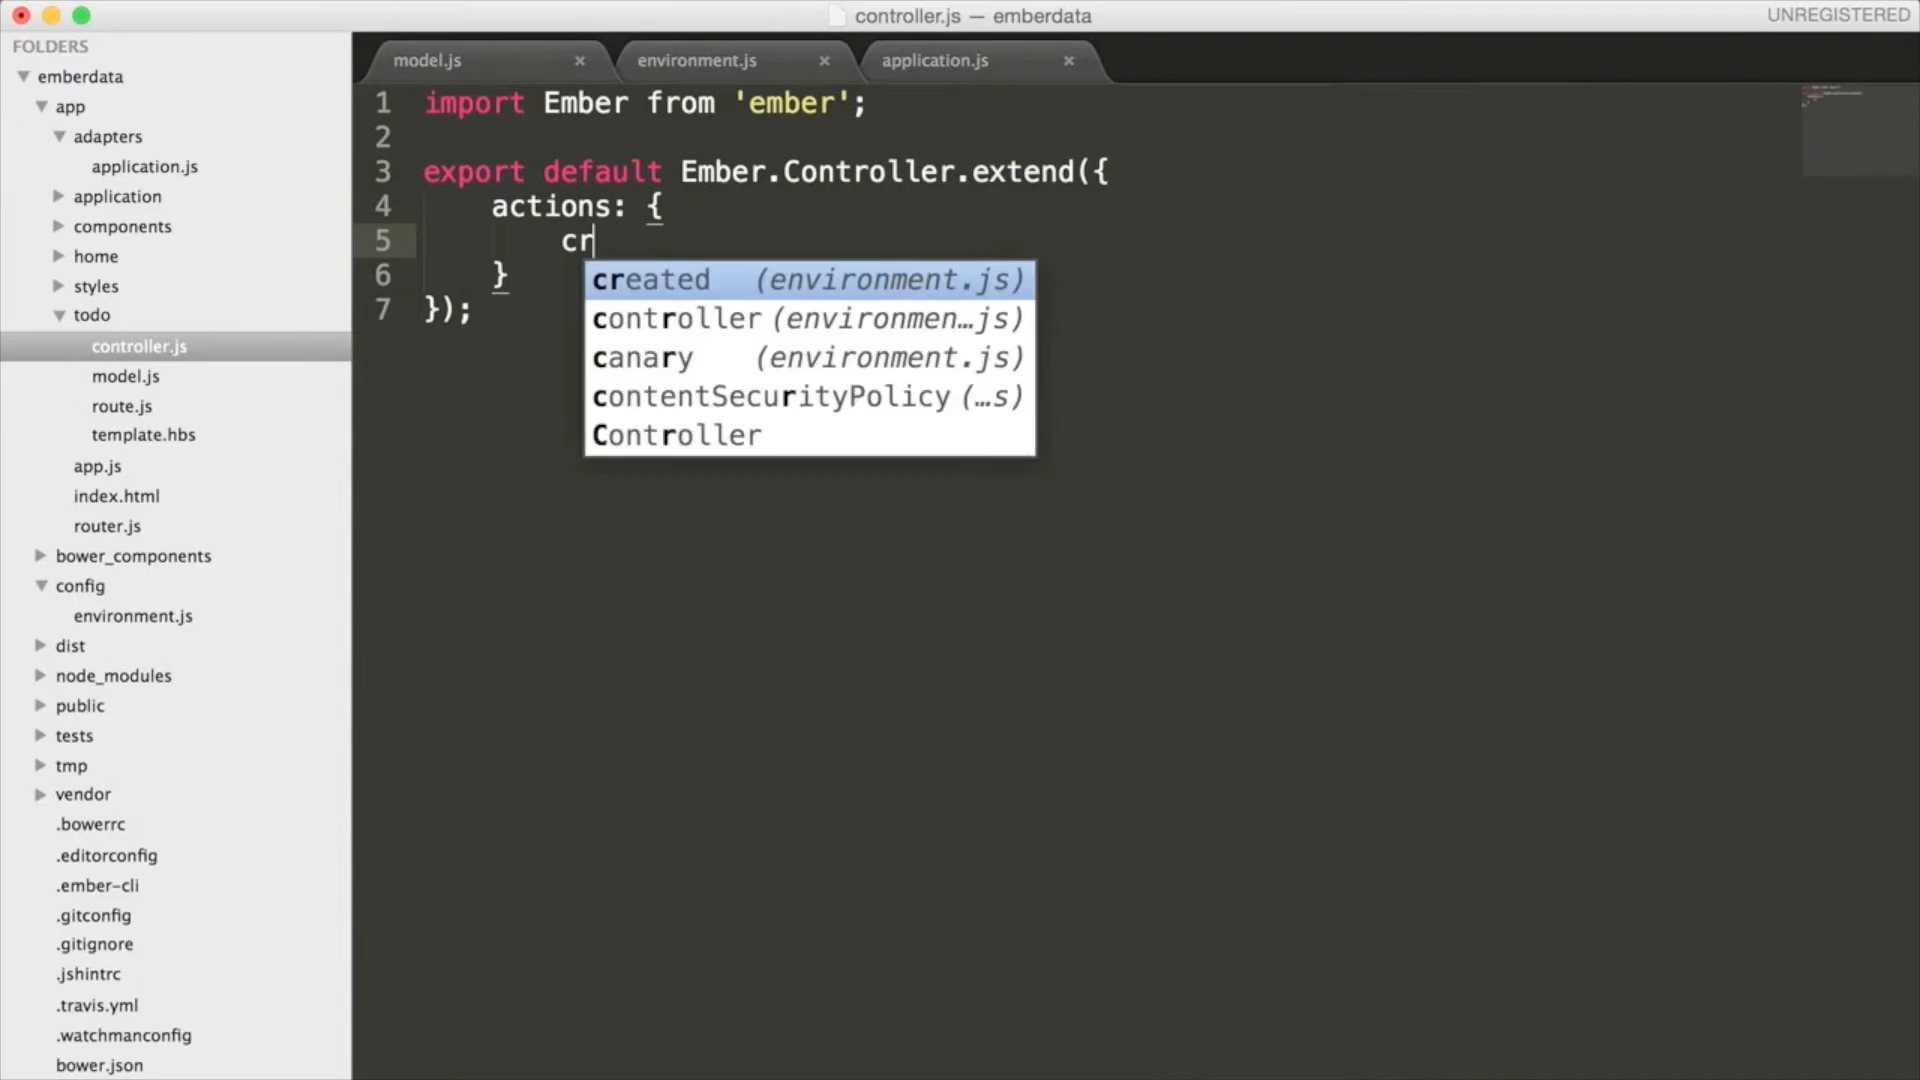 controller.js — emberdata
UNREGISTERED
FOLDERS
emberdata
app
adapters
application.js
application
components
home
styles
todo
controller.js
model.js
route.js
template.hbs
app.js
index.html
router.js
bower_components
config
environment.js
dist
node_modules
public
tests
tmp
vendor
.bowerrc
.editorconfig
.ember-cli
.gitconfig
.gitignore
.jshintrc
.travis.yml
.watchmanconfig
bower.json
model.js ×
environment.js ×
application.js ×
1 import Ember from 'ember';
2
3 export default Ember.Controller.extend({
4 actions: {
5 cr
6 }
7 });
created (environment.js)
controller (environmen…js)
canary (environment.js)
contentSecurityPolicy (…s)
Controller